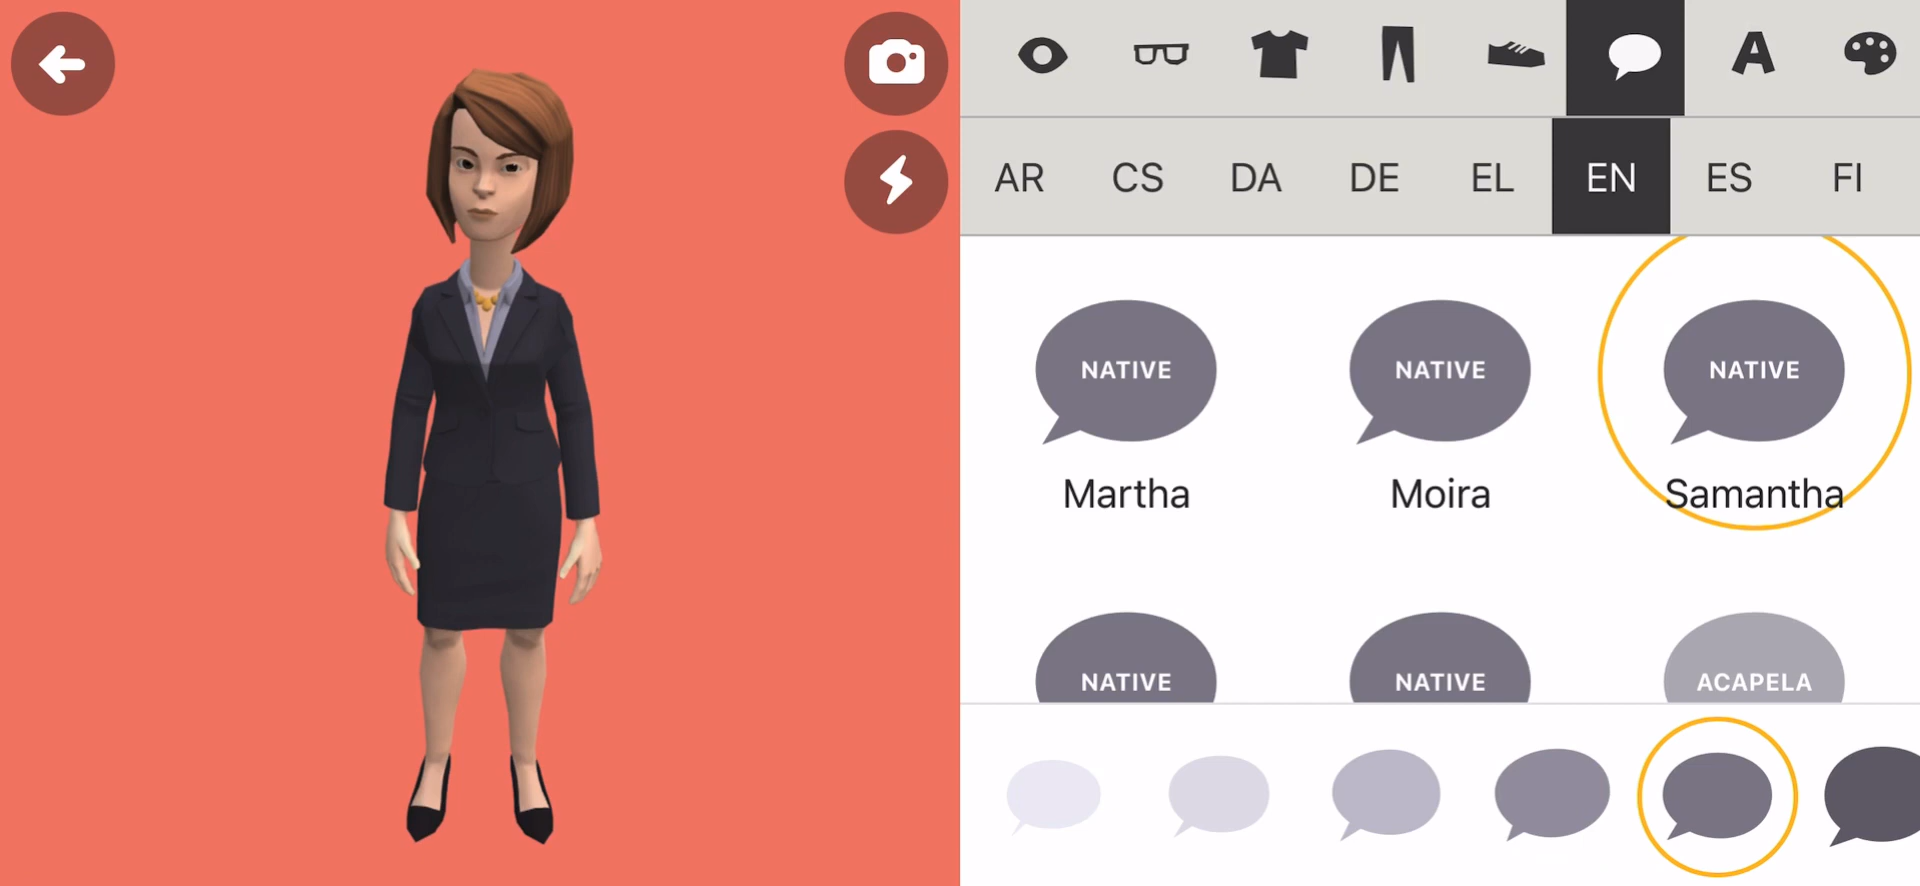 A
AR CS DA DE EL EN ES FI
NATIVE NATIVE NATIVE
Martha Moira Samantha
NATIVE NATIVE ACAPELA